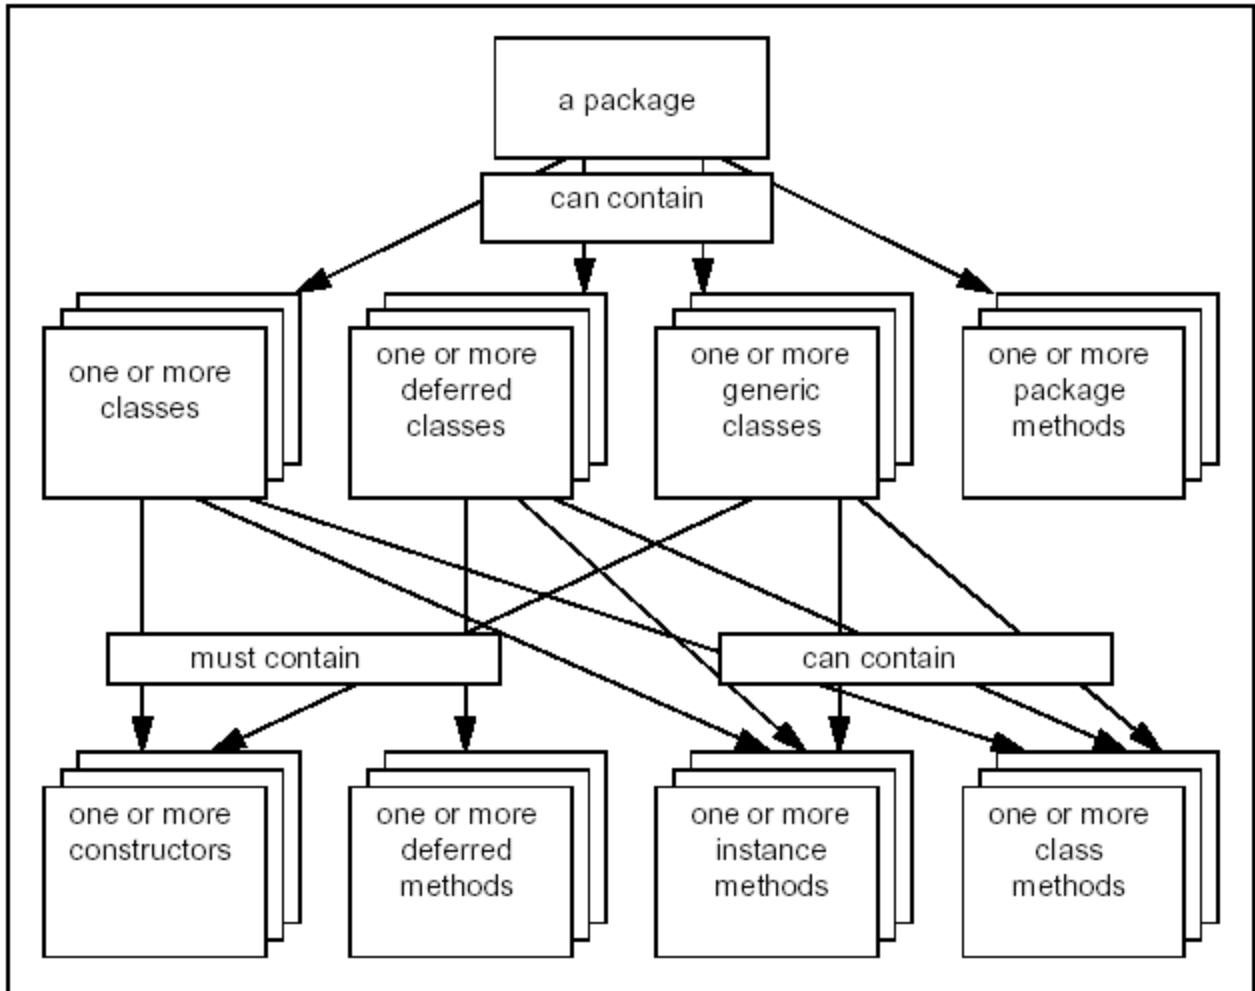 a package
can contain
one or more
classes
one or more
deferred
classes
one or more
generic
classes
one or more
package
methods
must contain
can contain
one or more
constructors
one or more
deferred
methods
one or more
instance
methods
one or more
class
methods